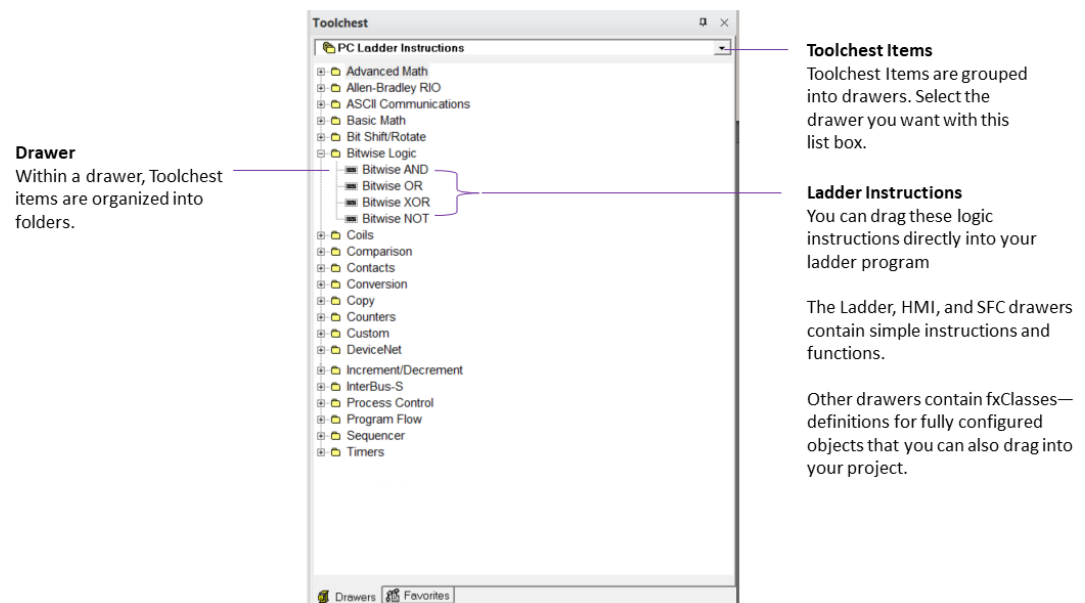 Toolchest
PC Ladder Instructions
Advanced Math
Allen-Bradley RIO
ASCII Communications
Basic Math
Bit Shift/Rotate
Bitwise Logic
Bitwise AND
Bitwise OR
Bitwise XOR
Bitwise NOT
Coils
Comparison
Contacts
Conversion
Copy
Counters
Custom
DeviceNet
Increment/Decrement
InterBus-S
Process Control
Program Flow
Sequencer
Timers
Drawers
Favorites
Drawer
Within a drawer, Toolchest
items are organized into
folders.
Toolchest Items
Toolchest Items are grouped
into drawers. Select the
drawer you want with this
list box.
Ladder Instructions
You can drag these logic
instructions directly into your
ladder program
The Ladder, HMI, and SFC drawers
contain simple instructions and
functions.
Other drawers contain fxClasses—
definitions for fully configured
objects that you can also drag into
your project.